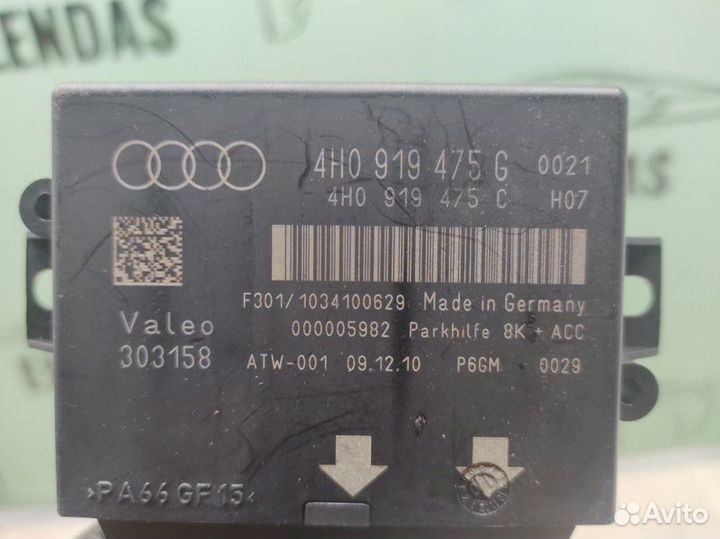 LENDAS
4H0 919 475 G 0021
4H0 919 475 C H07
F301/1034100629 Made in Germany
Valeo 000005982 Parkhilfe 8K + ACC
303158 ATW-001 09.12.10 P6GM 0029
>PA66 GF15<
Avito